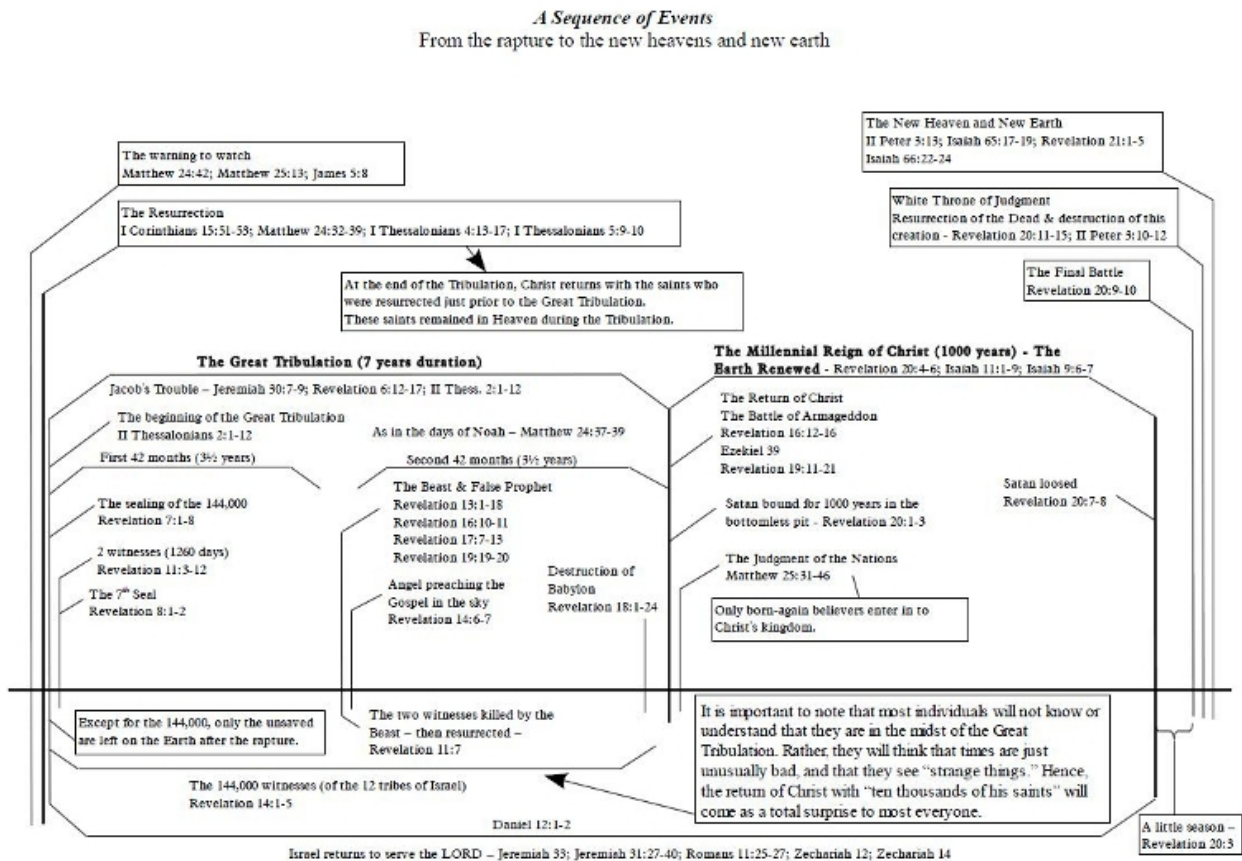 A Sequence of Events
From the rapture to the new heavens and new earth
The New Heaven and New Earth
II Peter 3:13; Isaiah 65:17-19; Revelation 21:1-5
Isaiah 66:22-24
The warning to watch
Matthew 24:42; Matthew 25:13; James 5:8
White Throne of Judgment
Resurrection of the Dead & destruction of this
creation - Revelation 20:11-15; II Peter 3:10-12
The Resurrection
I Corinthians 15:51-53; Matthew 24:32-39; I Thessalonians 4:13-17; I Thessalonians 5:9-10
The Final Battle
Revelation 20:9-10
At the end of the Tribulation, Christ returns with the saints who
were resurrected just prior to the Great Tribulation.
These saints remained in Heaven during the Tribulation.
The Great Tribulation (7 years duration)
Jacob's Trouble – Jeremiah 30:7-9; Revelation 6:12-17; II Thess. 2:1-12
The beginning of the Great Tribulation
II Thessalonians 2:1-12
As in the days of Noah – Matthew 24:37-39
First 42 months (3½ years)
Second 42 months (3½ years)
The sealing of the 144,000
Revelation 7:1-8
2 witnesses (1260 days)
Revelation 11:3-12
The 7th Seal
Revelation 8:1-2
The Beast & False Prophet
Revelation 13:1-18
Revelation 16:10-11
Revelation 17:7-13
Revelation 19:19-20
Angel preaching the
Gospel in the sky
Revelation 14:6-7
Destruction of
Babylon
Revelation 18:1-24
The Millennial Reign of Christ (1000 years) - The
Earth Renewed - Revelation 20:4-6; Isaiah 11:1-9; Isaiah 9:6-7
The Return of Christ
The Battle of Armageddon
Revelation 16:12-16
Ezekiel 39
Revelation 19:11-21
Satan loosed
Revelation 20:7-8
Satan bound for 1000 years in the
bottomless pit - Revelation 20:1-3
The Judgment of the Nations
Matthew 25:31-46
Only born-again believers enter in to
Christ's kingdom.
Except for the 144,000, only the unsaved
are left on the Earth after the rapture.
The two witnesses killed by the
Beast – then resurrected –
Revelation 11:7
It is important to note that most individuals will not know or
understand that they are in the midst of the Great
Tribulation. Rather, they will think that times are just
unusually bad, and that they see “strange things.” Hence,
the return of Christ with “ten thousands of his saints” will
come as a total surprise to most everyone.
The 144,000 witnesses (of the 12 tribes of Israel)
Revelation 14:1-5
Daniel 12:1-2
A little season –
Revelation 20:3
Israel returns to serve the LORD – Jeremiah 33; Jeremiah 31:27-40; Romans 11:25-27; Zechariah 12; Zechariah 14